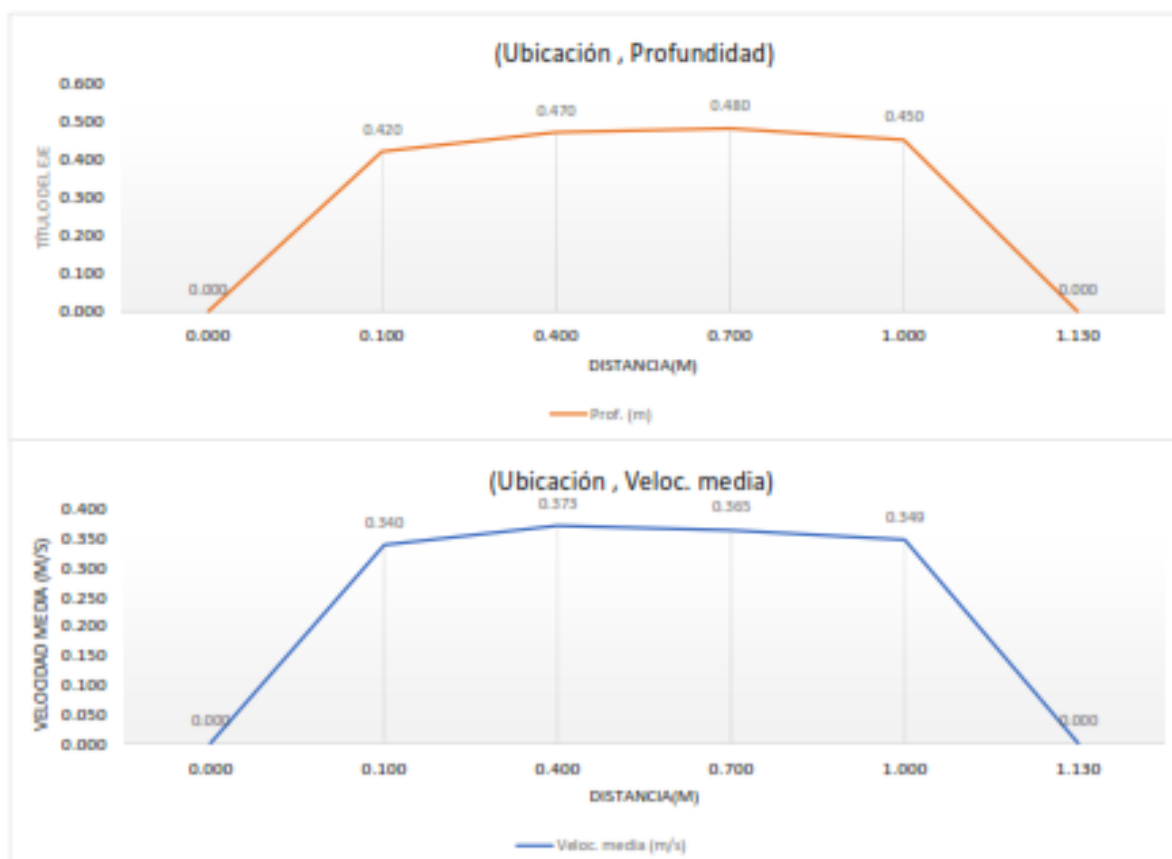 (Ubicación , Profundidad)
0.600
0.500
0.400
0.300
0.200
0.100
0.000
TÍTULO DEL EJE
0.000
0.420
0.470
0.480
0.450
0.000
0.000 0.100 0.400 0.700 1.000 1.130
DISTANCIA(M)
Prof. (m)
(Ubicación , Veloc. media)
0.400
0.350
0.300
0.250
0.200
0.150
0.100
0.050
0.000
VELOCIDAD MEDIA (M/S)
0.000
0.340
0.373
0.365
0.349
0.000
0.000 0.100 0.400 0.700 1.000 1.130
DISTANCIA(M)
Veloc. media (m/s)